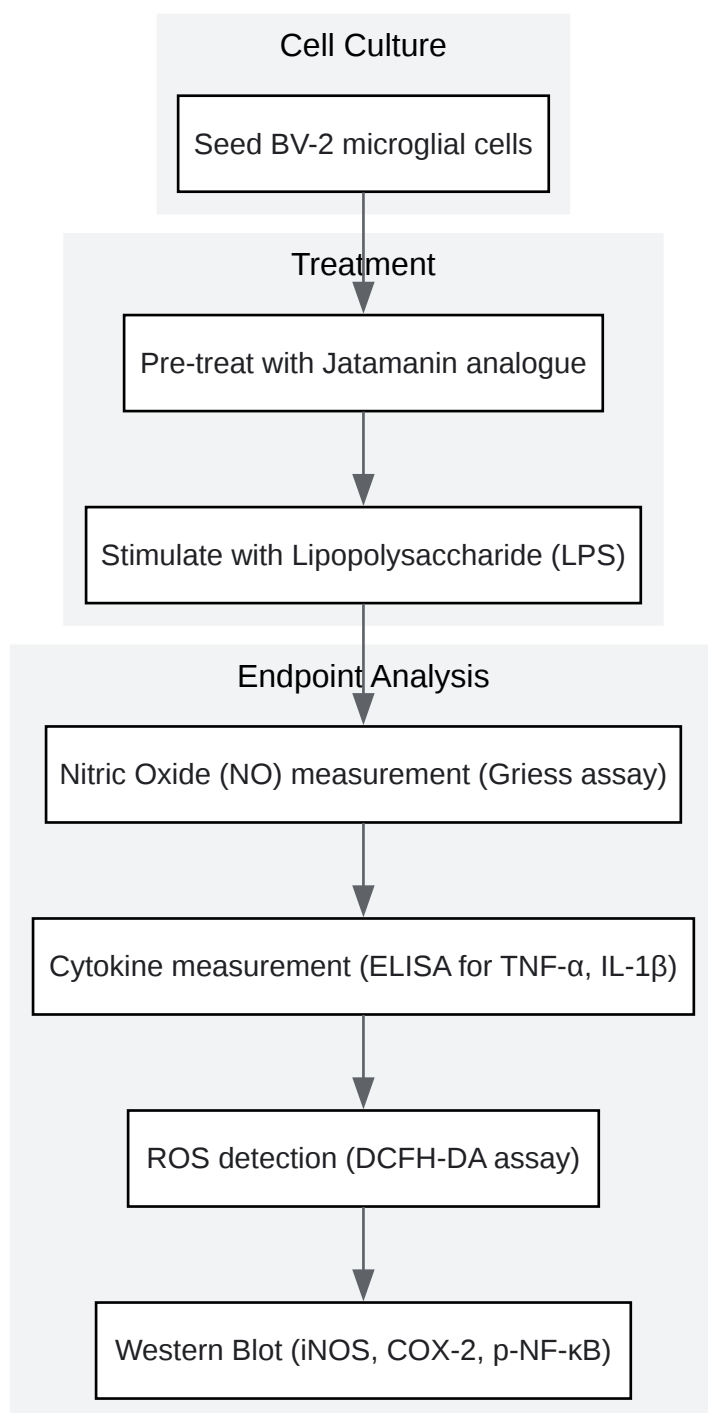 Cell Culture
Seed BV-2 microglial cells
Treatment
Pre-treat with Jatamanin analogue
Stimulate with Lipopolysaccharide (LPS)
Endpoint Analysis
Nitric Oxide (NO) measurement (Griess assay)
Cytokine measurement (ELISA for TNF-α, IL-1β)
ROS detection (DCFH-DA assay)
Western Blot (iNOS, COX-2, p-NF-κB)